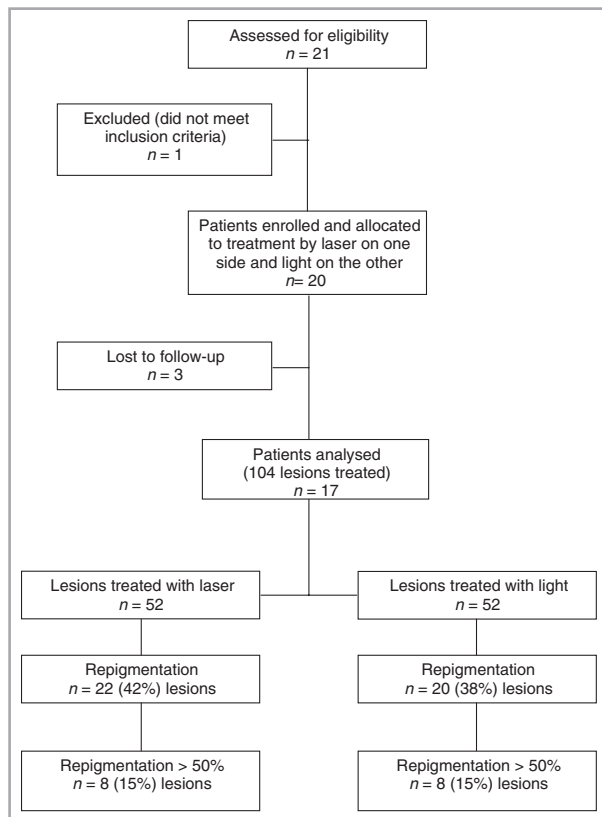 Assessed for eligibility
n = 21
Excluded (did not meet
inclusion criteria)
n = 1
Patients enrolled and allocated
to treatment by laser on one
side and light on the other
n= 20
Lost to follow-up
n = 3
Patients analysed
(104 lesions treated)
n = 17
Lesions treated with laser
n = 52
Lesions treated with light
n = 52
Repigmentation
n = 22 (42%) lesions
Repigmentation
n = 20 (38%) lesions
Repigmentation > 50%
n = 8 (15%) lesions
Repigmentation > 50%
n = 8 (15%) lesions